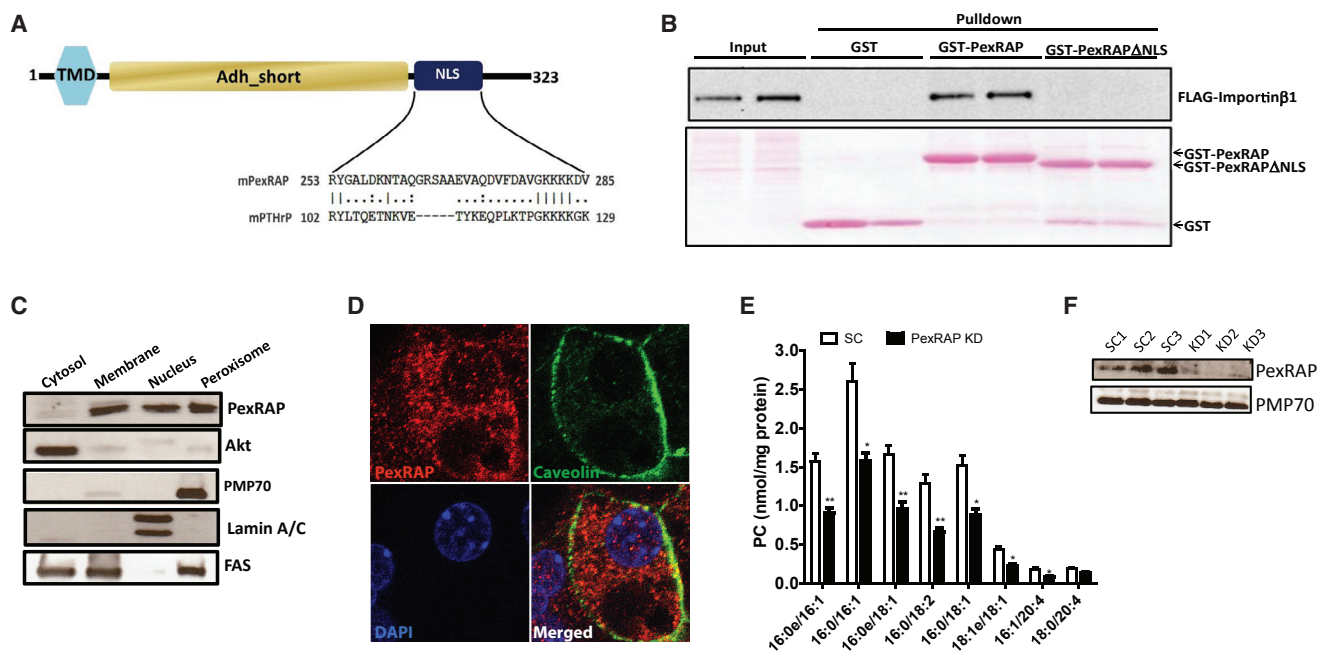 A
1
TMD
Adh_short
NLS
323
mPexRAP 253 RYGALDKNTAQGRSAAEVAQDVFDAVGKKKKDV 285
||...:.|..: ...:.....:.|||||:.
mPTHrP 102 RYLTQETNKVE-----TYKEQPLKTPGKKKKGK 129
B
Pulldown
Input
GST
GST-PexRAP
GST-PexRAPΔNLS
FLAG-Importinβ1
GST-PexRAP
GST-PexRAPΔNLS
GST
C
Cytosol
Membrane
Nucleus
Peroxisome
PexRAP
Akt
PMP70
Lamin A/C
FAS
D
PexRAP
Caveolin
DAPI
Merged
E
SC
PexRAP KD
PC (nmol/mg protein)
3.0
2.5
2.0
1.5
1.0
0.5
0.0
**
*
**
**
*
*
*
16:0e/16:1
16:0/16:1
16:0e/18:1
16:0/18:2
16:0/18:1
18:1e/18:1
16:1/20:4
18:0/20:4
F
SC1
SC2
SC3
KD1
KD2
KD3
PexRAP
PMP70